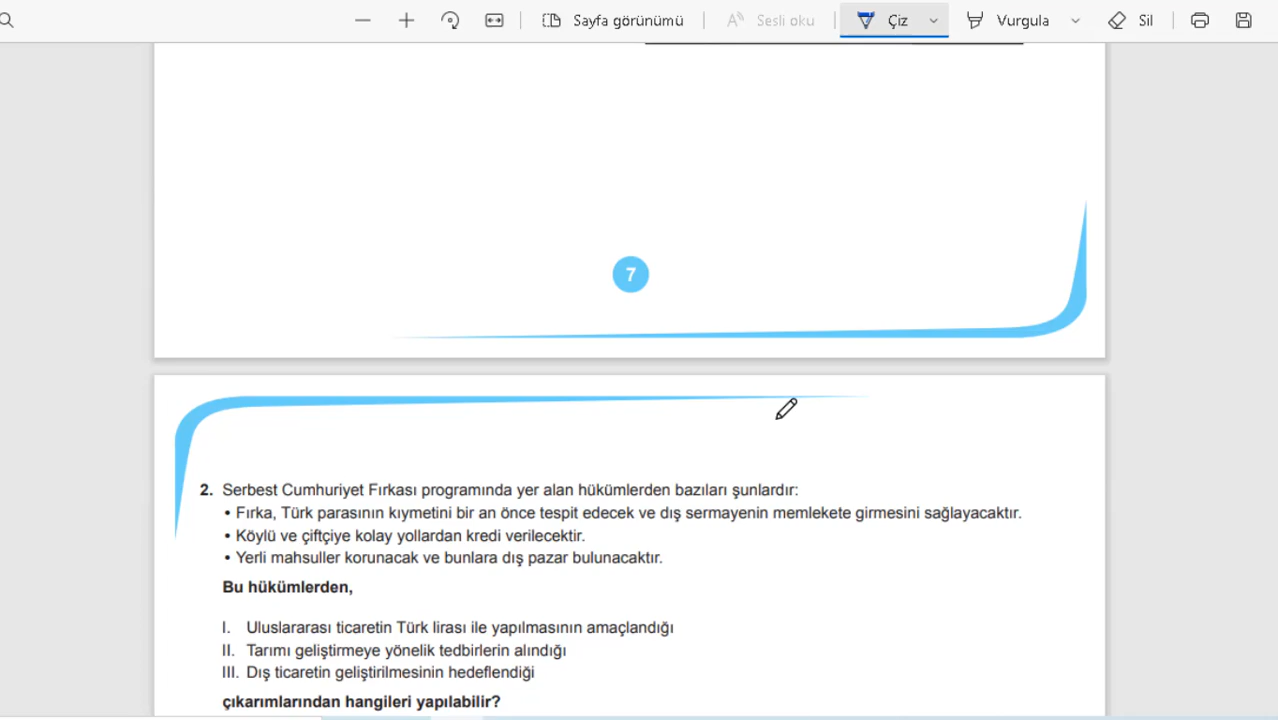 Sayfa görünümü
Sesli oku
Çiz
Vurgula
Sil
7
2. Serbest Cumhuriyet Fırkası programında yer alan hükümlerden bazıları şunlardır:
• Fırka, Türk parasının kıymetini bir an önce tespit edecek ve dış sermayenin memlekete girmesini sağlayacaktır.
• Köylü ve çiftçiye kolay yollardan kredi verilecektir.
• Yerli mahsuller korunacak ve bunlara dış pazar bulunacaktır.
Bu hükümlerden,
I. Uluslararası ticaretin Türk lirası ile yapılmasının amaçlandığı
II. Tarımı geliştirmeye yönelik tedbirlerin alındığı
III. Dış ticaretin geliştirilmesinin hedeflendiği
çıkarımlarından hangileri yapılabilir?